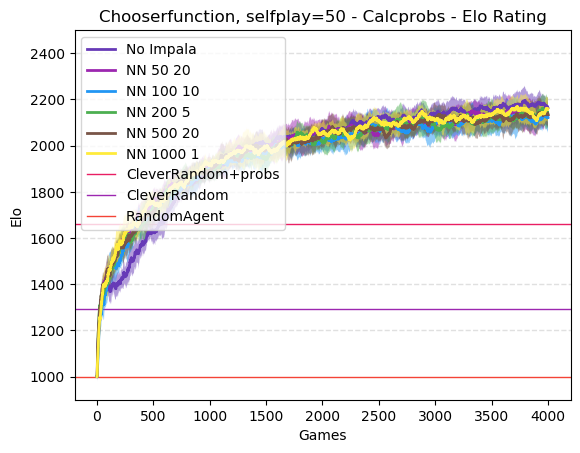 Chooserfunction, selfplay=50 - Calcprobs - Elo Rating
Elo
2400
2200
2000
1800
1600
1400
1200
1000
No Impala
NN 50 20
NN 100 10
NN 200 5
NN 500 20
NN 1000 1
CleverRandom+probs
CleverRandom
RandomAgent
0
500
1000
1500
2000
2500
3000
3500
4000
Games